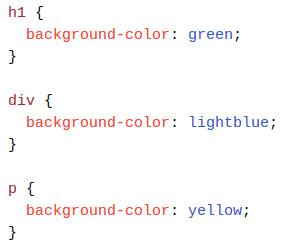 h1 {
  background-color: green;
}

div {
  background-color: lightblue;
}

p {
  background-color: yellow;
}